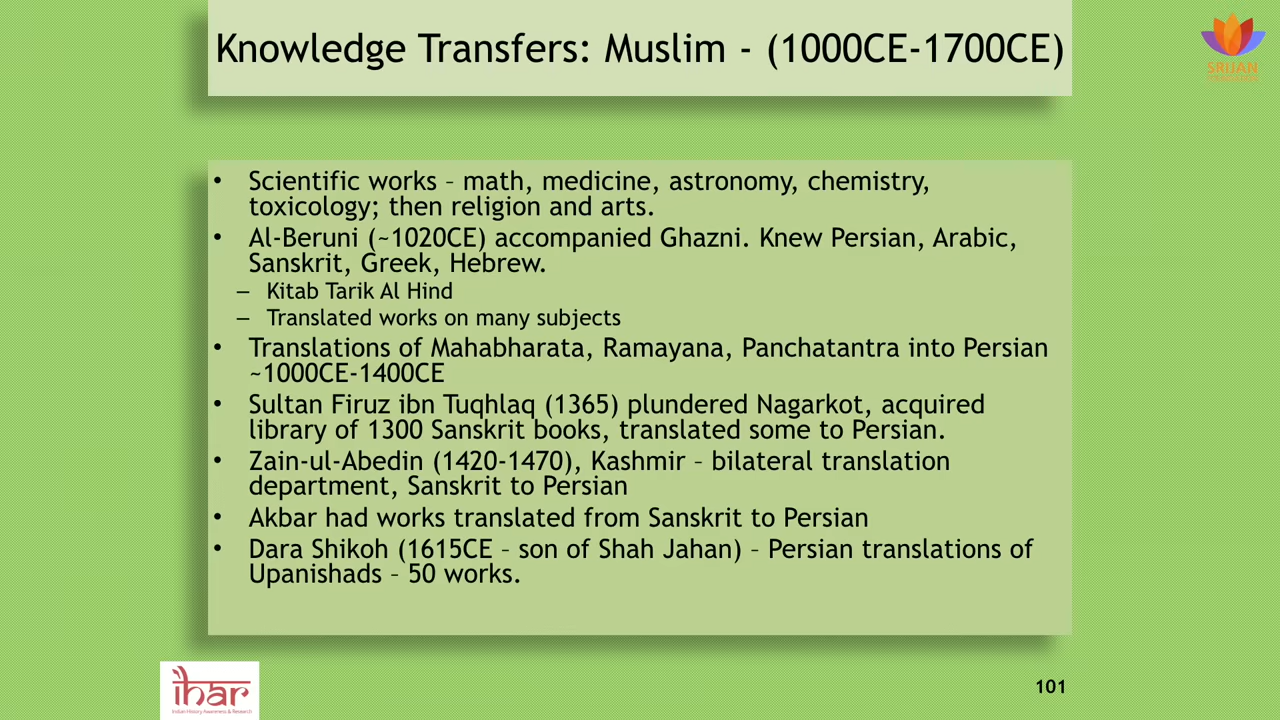 Knowledge Transfers: Muslim - (1000CE-1700CE)
SRIJAN
• Scientific works – math, medicine, astronomy, chemistry,
toxicology; then religion and arts.
• Al-Beruni (~1020CE) accompanied Ghazni. Knew Persian, Arabic,
Sanskrit, Greek, Hebrew.
– Kitab Tarik Al Hind
– Translated works on many subjects
• Translations of Mahabharata, Ramayana, Panchatantra into Persian
~1000CE-1400CE
• Sultan Firuz ibn Tuqhlaq (1365) plundered Nagarkot, acquired
library of 1300 Sanskrit books, translated some to Persian.
• Zain-ul-Abedin (1420-1470), Kashmir – bilateral translation
department, Sanskrit to Persian
• Akbar had works translated from Sanskrit to Persian
• Dara Shikoh (1615CE – son of Shah Jahan) – Persian translations of
Upanishads – 50 works.
ihar
Indian History Awareness & Research
101